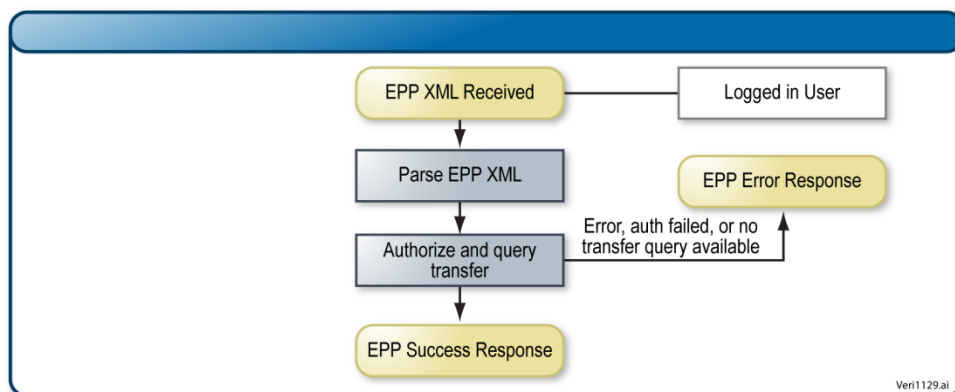 EPP XML Received
Logged in User
Parse EPP XML
EPP Error Response
Error, auth failed, or no
transfer query available
Authorize and query
transfer
EPP Success Response
Veri1129.ai